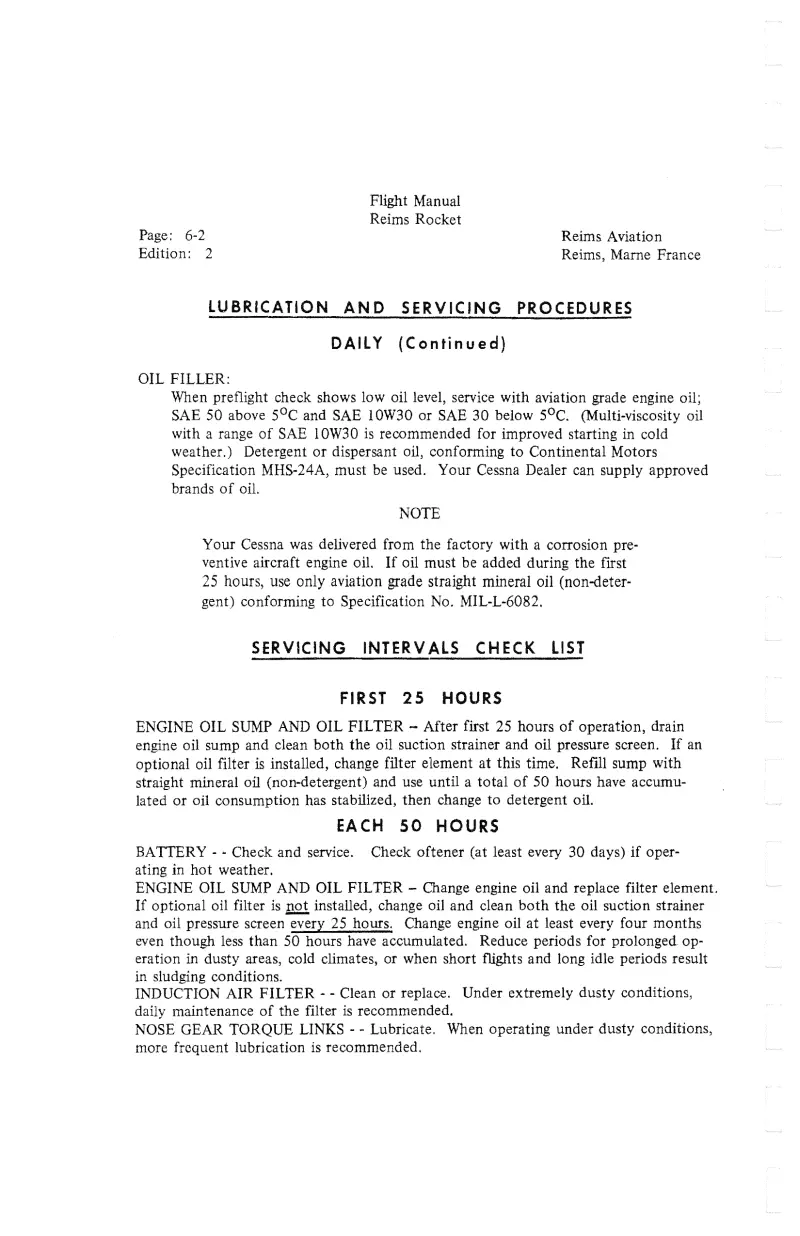 Flight Manual
Reims Rocket
Page: 6-2
Edition: 2
Reims Aviation
Reims, Marne France
LUBRICATION AND SERVICING PROCEDURES
DAILY (Continued)
OIL FILLER:
When preflight check shows low oil level, service with aviation grade engine oil;
SAE 50 above 5°C and SAE 10W30 or SAE 30 below 5°C. (Multi-viscosity oil
with a range of SAE 10W30 is recommended for improved starting in cold
weather.) Detergent or dispersant oil, conforming to Continental Motors
Specification MHS-24A, must be used. Your Cessna Dealer can supply approved
brands of oil.
NOTE
Your Cessna was delivered from the factory with a corrosion pre-
ventive aircraft engine oil. If oil must be added during the first
25 hours, use only aviation grade straight mineral oil (non-deter-
gent) conforming to Specification No. MIL-L-6082.
SERVICING INTERVALS CHECK LIST
FIRST 25 HOURS
ENGINE OIL SUMP AND OIL FILTER – After first 25 hours of operation, drain
engine oil sump and clean both the oil suction strainer and oil pressure screen. If an
optional oil filter is installed, change filter element at this time. Refill sump with
straight mineral oil (non-detergent) and use until a total of 50 hours have accumu-
lated or oil consumption has stabilized, then change to detergent oil.
EACH 50 HOURS
BATTERY - - Check and service. Check oftener (at least every 30 days) if oper-
ating in hot weather.
ENGINE OIL SUMP AND OIL FILTER – Change engine oil and replace filter element.
If optional oil filter is not installed, change oil and clean both the oil suction strainer
and oil pressure screen every 25 hours. Change engine oil at least every four months
even though less than 50 hours have accumulated. Reduce periods for prolonged op-
eration in dusty areas, cold climates, or when short flights and long idle periods result
in sludging conditions.
INDUCTION AIR FILTER - - Clean or replace. Under extremely dusty conditions,
daily maintenance of the filter is recommended.
NOSE GEAR TORQUE LINKS - - Lubricate. When operating under dusty conditions,
more frequent lubrication is recommended.